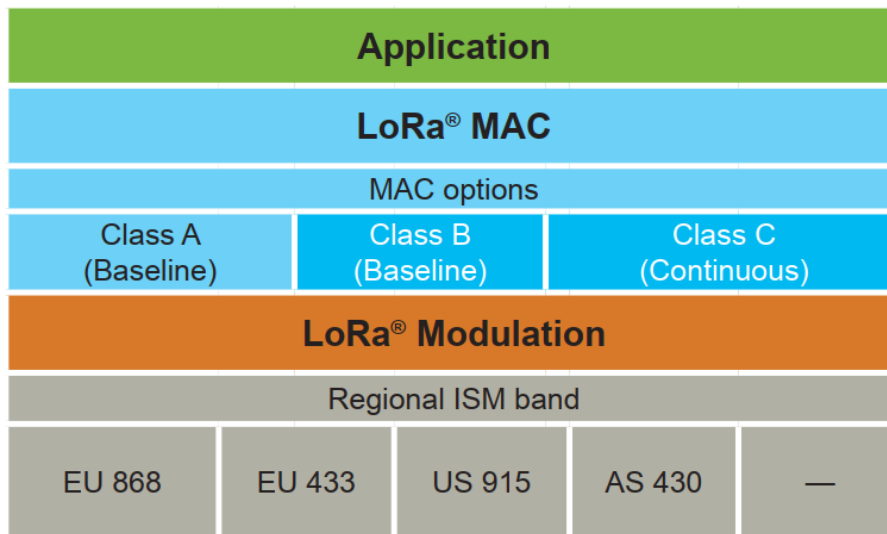 Application
LoRa® MAC
MAC options
Class A
(Baseline)
Class B
(Baseline)
Class C
(Continuous)
LoRa® Modulation
Regional ISM band
EU 868
EU 433
US 915
AS 430
—